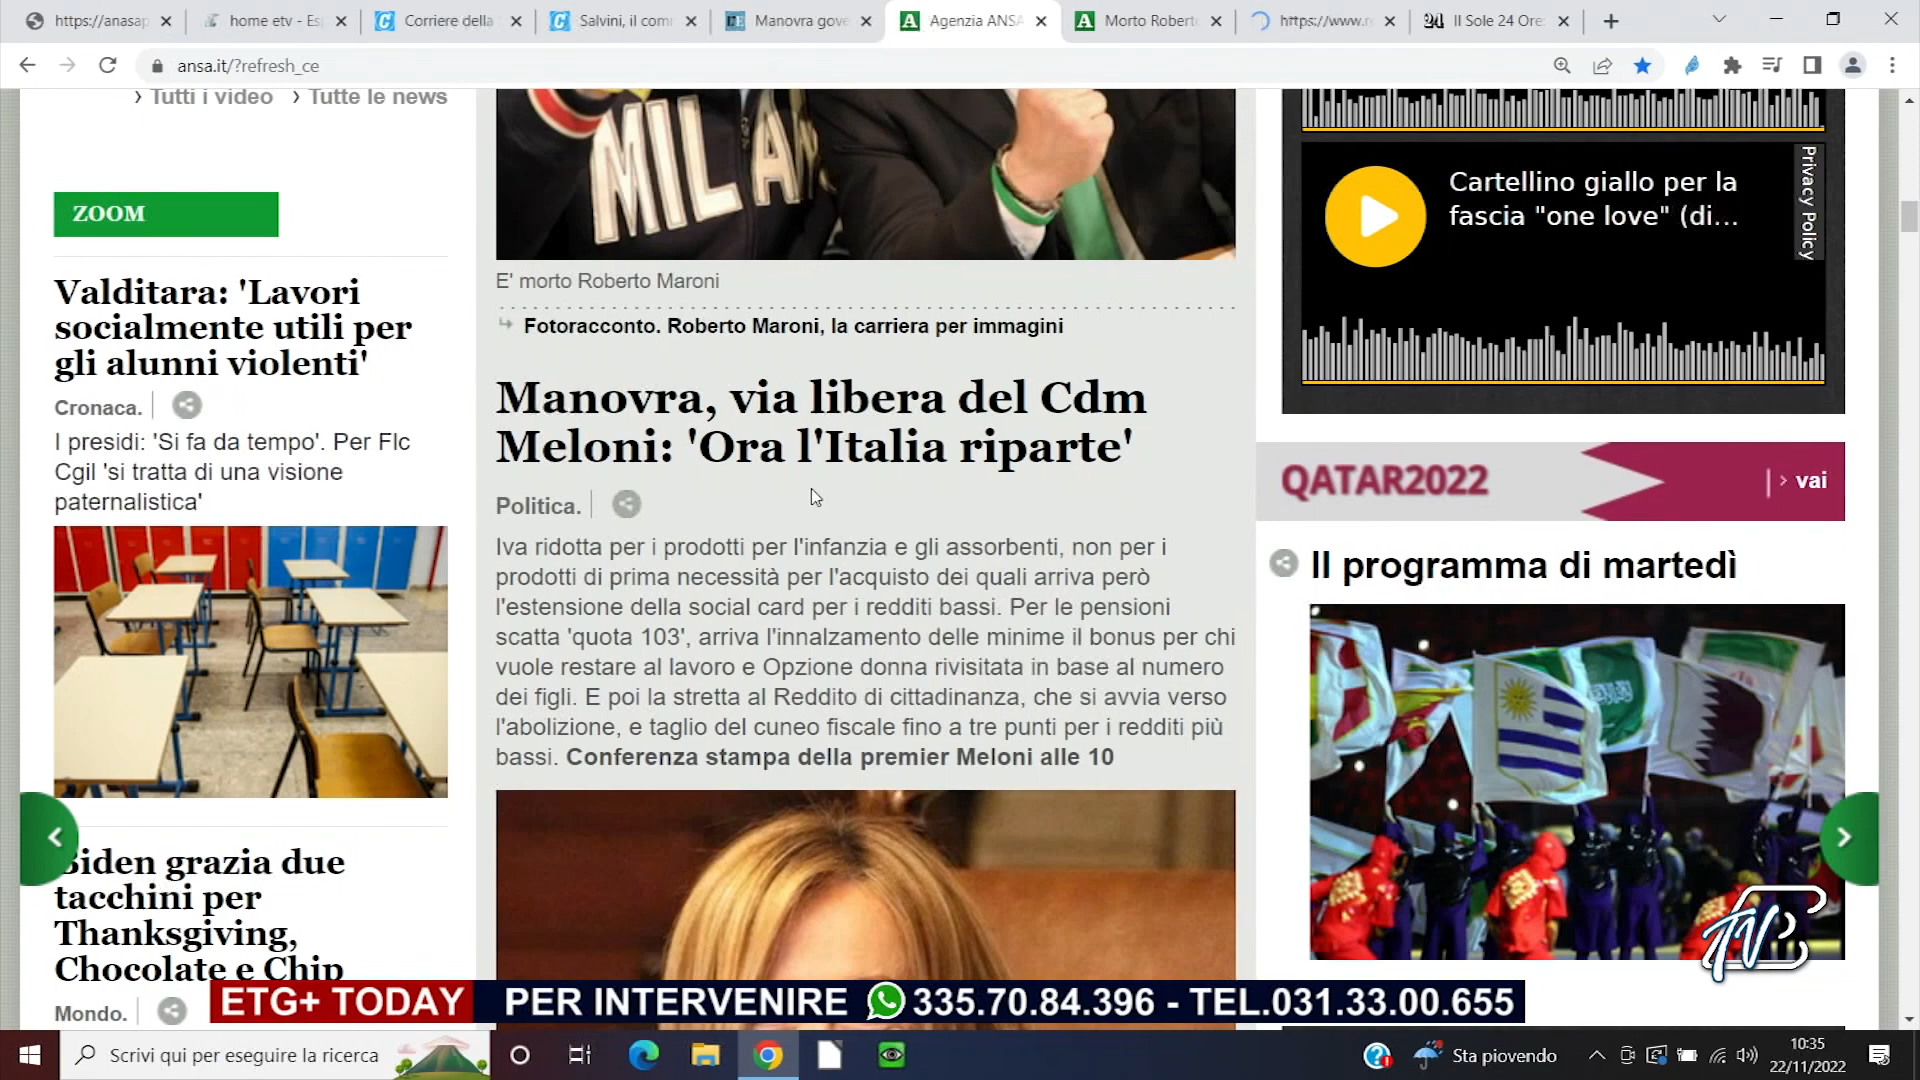 https://anasap
home etv - Es
Corriere della
Salvini, il com
Manovra gove
Agenzia ANSA
Morto Robert
https://www.r
24
Il Sole 24 Ore
ansa.it/?refresh_ce
› Tutti i video › Tutte le news
ZOOM
Valditara: 'Lavori
socialmente utili per
gli alunni violenti'
Cronaca.
I presidi: 'Si fa da tempo'. Per Flc
Cgil 'si tratta di una visione
paternalistica'
Biden grazia due
tacchini per
Thanksgiving,
Chocolate e Chip
Mondo.
MILAN
E' morto Roberto Maroni
Fotoracconto. Roberto Maroni, la carriera per immagini
Manovra, via libera del Cdm
Meloni: 'Ora l'Italia riparte'
Politica.
Iva ridotta per i prodotti per l'infanzia e gli assorbenti, non per i
prodotti di prima necessità per l'acquisto dei quali arriva però
l'estensione della social card per i redditi bassi. Per le pensioni
scatta 'quota 103', arriva l'innalzamento delle minime il bonus per chi
vuole restare al lavoro e Opzione donna rivisitata in base al numero
dei figli. E poi la stretta al Reddito di cittadinanza, che si avvia verso
l'abolizione, e taglio del cuneo fiscale fino a tre punti per i redditi più
bassi. Conferenza stampa della premier Meloni alle 10
Cartellino giallo per la
fascia "one love" (di...
Privacy Policy
QATAR2022
| › vai
Il programma di martedì
ETG+ TODAY
PER INTERVENIRE 335.70.84.396 - TEL.031.33.00.655
Scrivi qui per eseguire la ricerca
Sta piovendo
10:35
22/11/2022